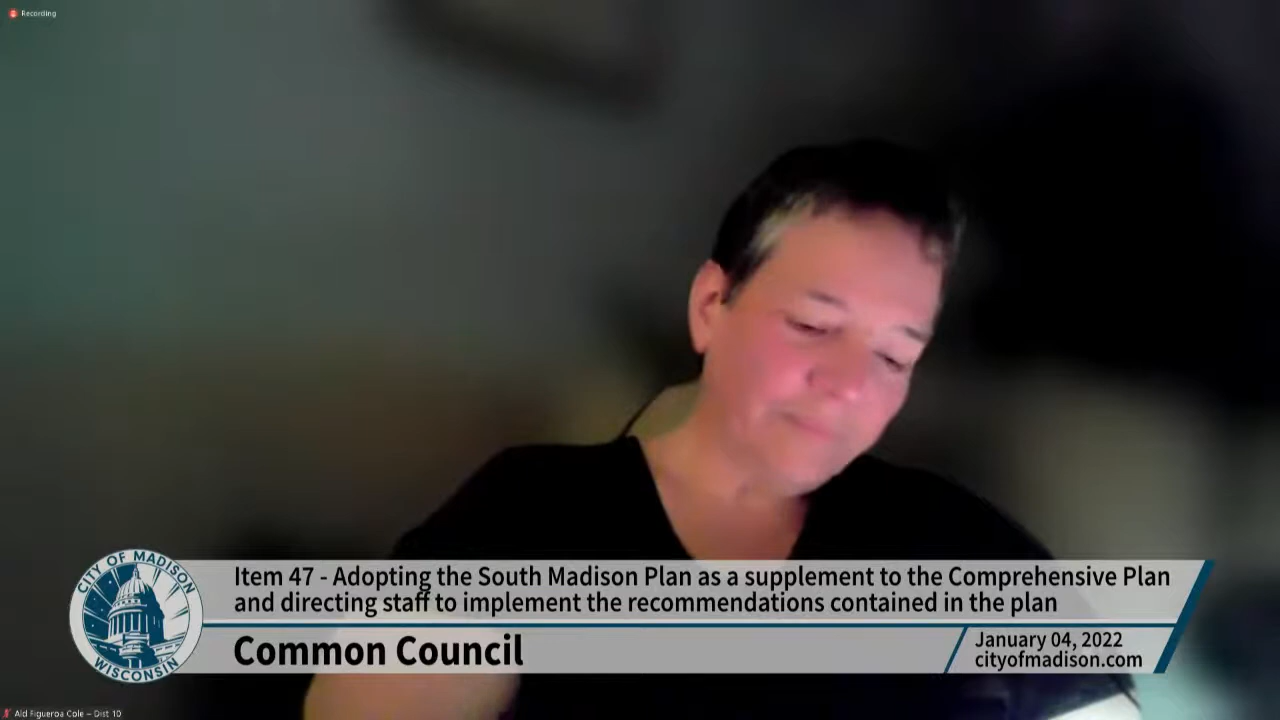 Recording
Item 47 - Adopting the South Madison Plan as a supplement to the Comprehensive Plan
and directing staff to implement the recommendations contained in the plan
Common Council
January 04, 2022
cityofmadison.com
CITY OF MADISON
WISCONSIN
Ald Figueroa Cole – Dist 10